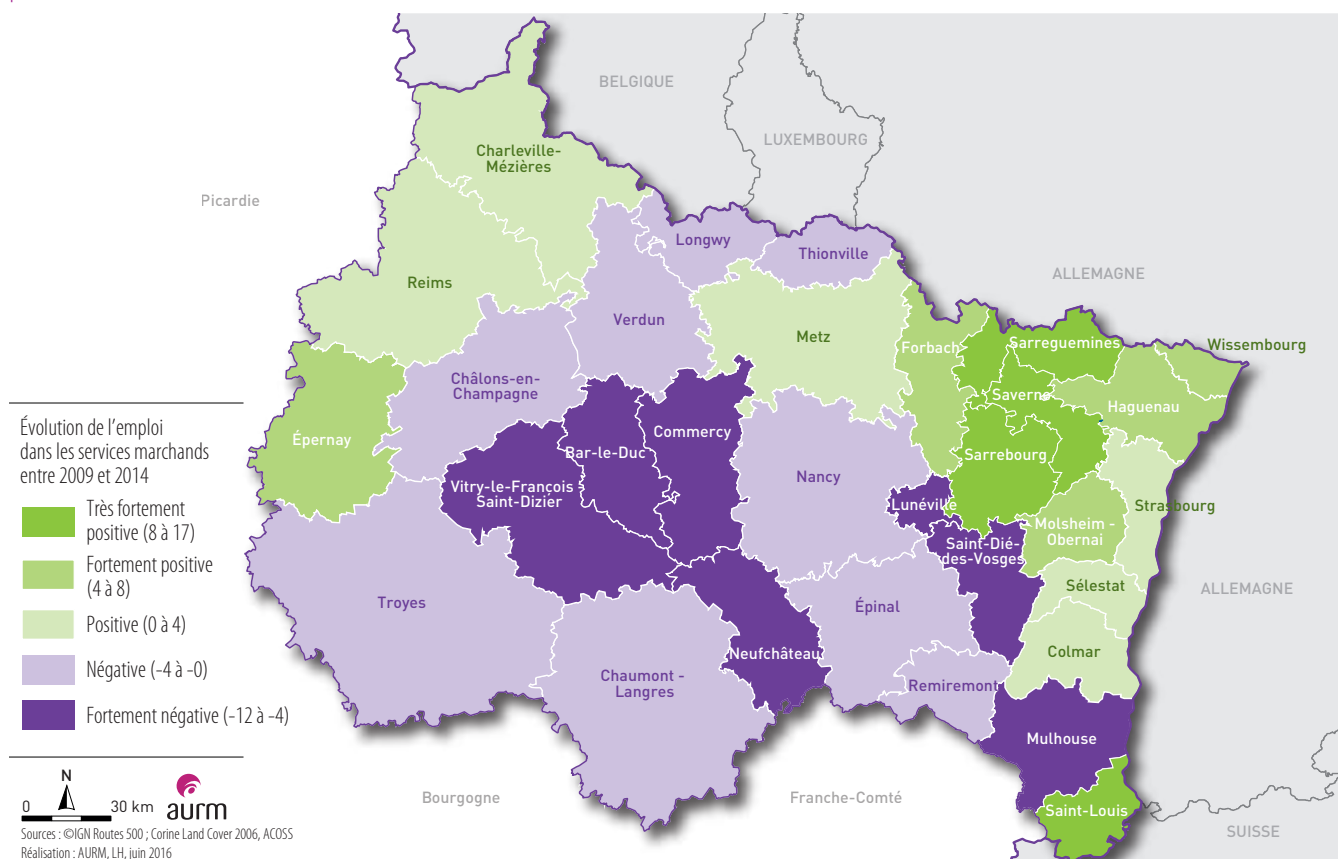 BELGIQUE
LUXEMBOURG
Picardie
Charleville-
Mézières
Longwy
Thionville
ALLEMAGNE
Reims
Verdun
Metz
Forbach
Sarreguemines
Wissembourg
Châlons-en-
Champagne
Saverne
Haguenau
Épernay
Commercy
Bar-le-Duc
Sarrebourg
Nancy
Vitry-le-François
Saint-Dizier
Lunéville
Strasbourg
Molsheim -
Obernai
Saint-Dié-
des-Vosges
Sélestat
ALLEMAGNE
Troyes
Épinal
Neufchâteau
Colmar
Chaumont -
Langres
Remiremont
Mulhouse
Saint-Louis
Bourgogne
Franche-Comté
SUISSE
Évolution de l'emploi
dans les services marchands
entre 2009 et 2014
Très fortement
positive (8 à 17)
Fortement positive
(4 à 8)
Positive (0 à 4)
Négative (-4 à -0)
Fortement négative (-12 à -4)
N
0 30 km
aurm
Sources : ©IGN Routes 500 ; Corine Land Cover 2006, ACOSS
Réalisation : AURM, LH, juin 2016